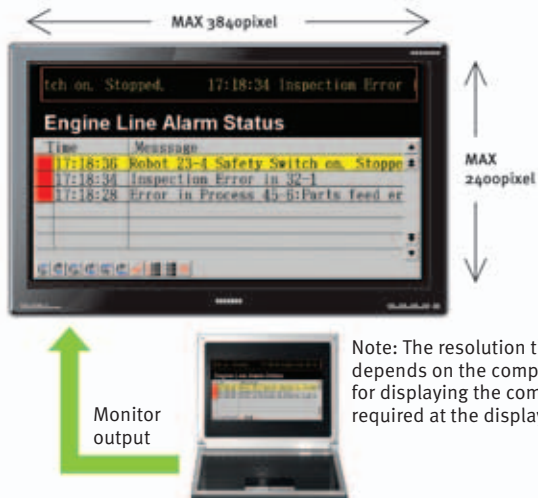 MAX 3840pixel
tch on, Stopped. 17:18:34 Inspection Error
Engine Line Alarm Status
Time Messsage
17:18:36 Robot 23-4 Safety Switch on, Stoppe
17:18:34 Inspection Error in 32-1
17:18:28 Error in Process 45-6:Parts feed er
MAX
2400pixel
Monitor
output
Note: The resolution t
depends on the comp
for displaying the com
required at the display